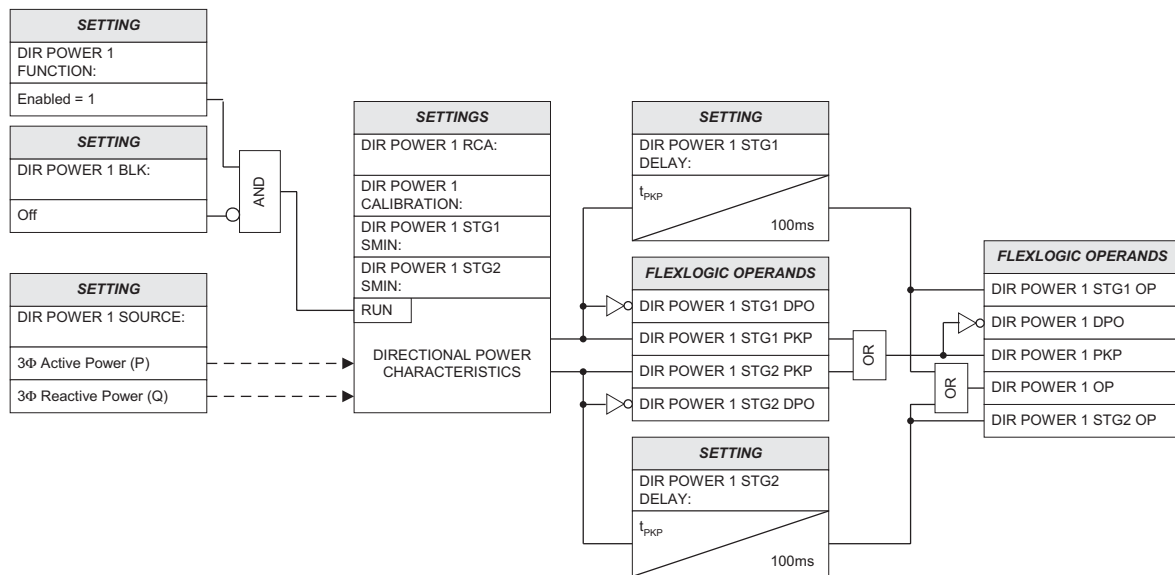 SETTING
DIR POWER 1
FUNCTION:
Enabled = 1
SETTING
DIR POWER 1 BLK:
Off
AND
SETTING
DIR POWER 1 SOURCE:
3Φ Active Power (P)
3Φ Reactive Power (Q)
SETTINGS
DIR POWER 1 RCA:
DIR POWER 1
CALIBRATION:
DIR POWER 1 STG1
SMIN:
DIR POWER 1 STG2
SMIN:
RUN
DIRECTIONAL POWER
CHARACTERISTICS
SETTING
DIR POWER 1 STG1
DELAY:
tPKP
100ms
FLEXLOGIC OPERANDS
DIR POWER 1 STG1 DPO
DIR POWER 1 STG1 PKP
DIR POWER 1 STG2 PKP
DIR POWER 1 STG2 DPO
SETTING
DIR POWER 1 STG2
DELAY:
tPKP
100ms
OR
OR
FLEXLOGIC OPERANDS
DIR POWER 1 STG1 OP
DIR POWER 1 DPO
DIR POWER 1 PKP
DIR POWER 1 OP
DIR POWER 1 STG2 OP